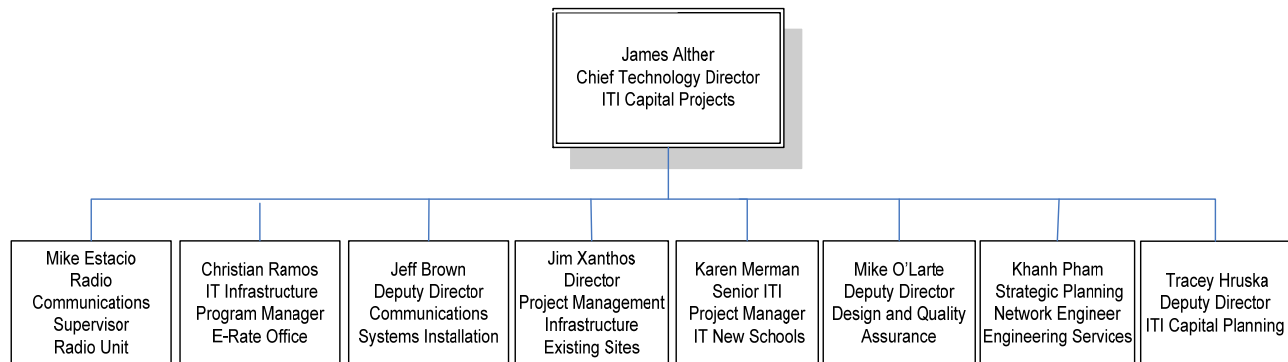 James Alther
Chief Technology Director
ITI Capital Projects
Mike Estacio
Radio
Communications
Supervisor
Radio Unit
Christian Ramos
IT Infrastructure
Program Manager
E-Rate Office
Jeff Brown
Deputy Director
Communications
Systems Installation
Jim Xanthos
Director
Project Management
Infrastructure
Existing Sites
Karen Merman
Senior ITI
Project Manager
IT New Schools
Mike O’Larte
Deputy Director
Design and Quality
Assurance
Khanh Pham
Strategic Planning
Network Engineer
Engineering Services
Tracey Hruska
Deputy Director
ITI Capital Planning